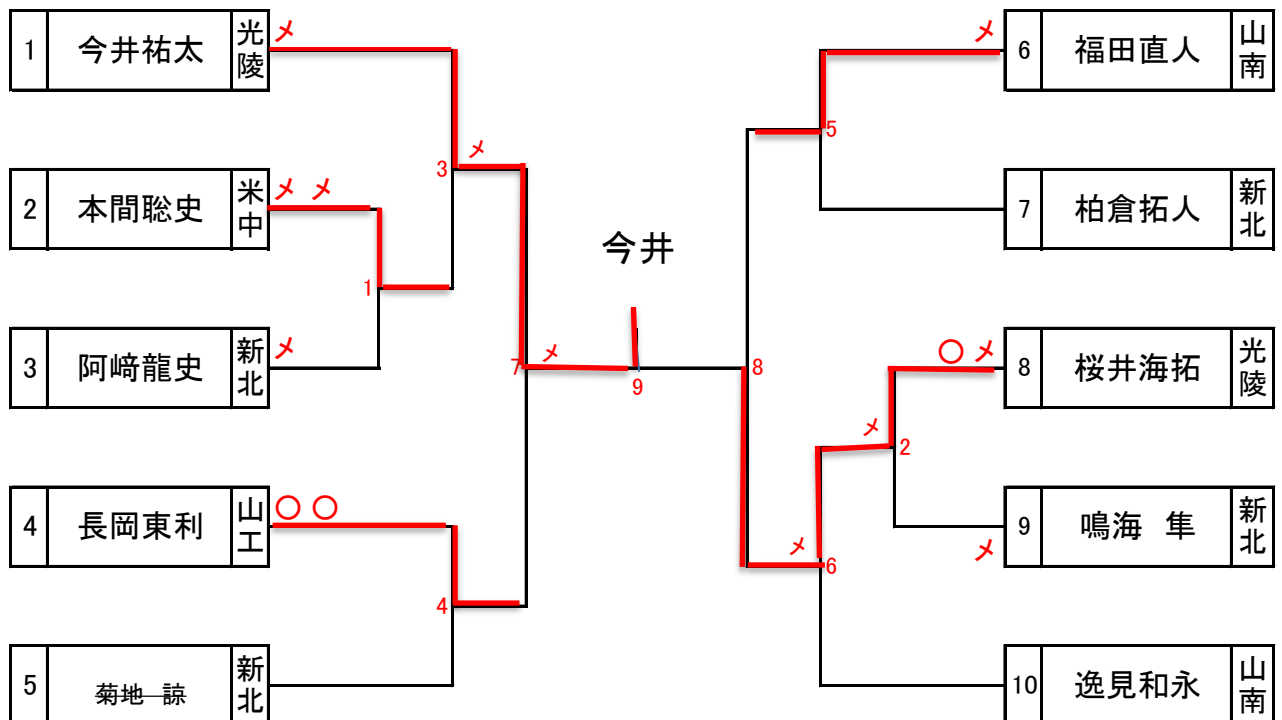 1 今井祐太 光陵 メ
2 本間聡史 米中 メ メ
3 阿﨑龍史 新北 メ
4 長岡東利 山工 〇 〇
5 菊地 諒 新北
3 メ
1
7 メ
4
今井
9
メ 6 福田直人 山南
7 柏倉拓人 新北
〇 メ 8 桜井海拓 光陵
メ 9 鳴海 隼 新北
10 逸見和永 山南
5
8
メ 2
メ 6